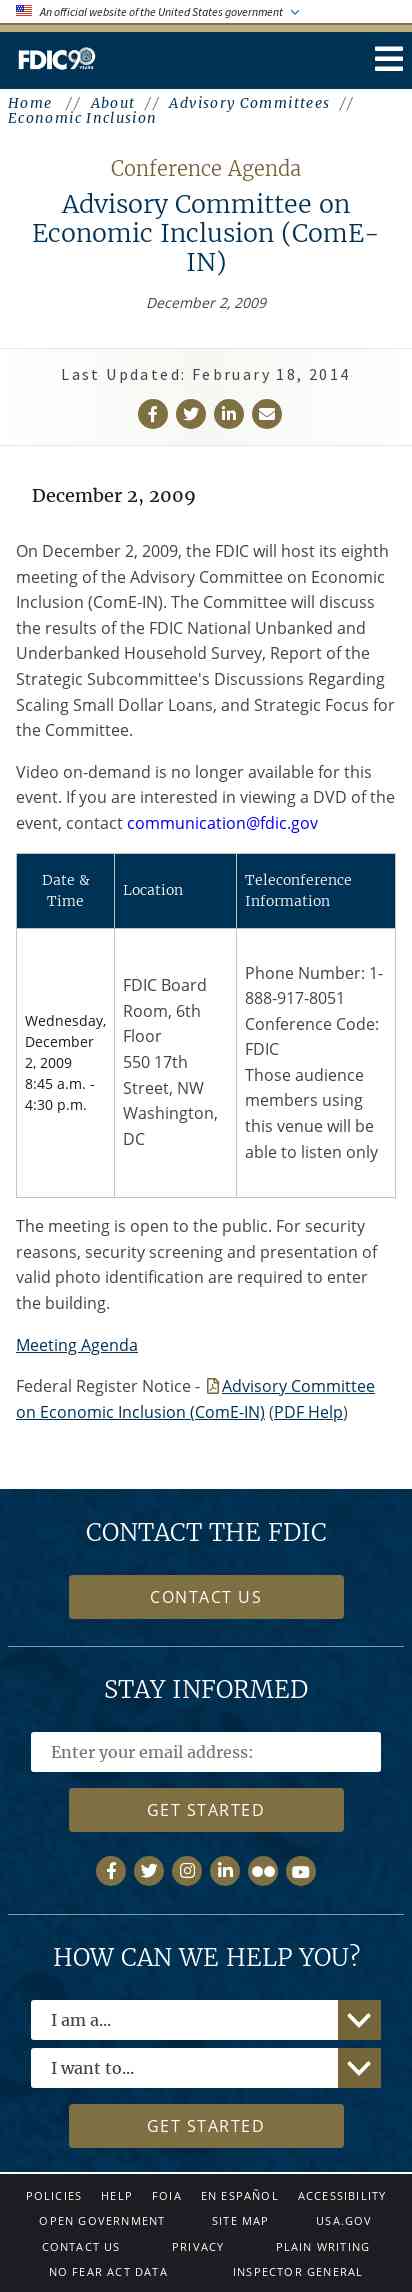 An official website of the United States government
FDIC 90 YEARS
Home // About // Advisory Committees //
Economic Inclusion
Conference Agenda
Advisory Committee on
Economic Inclusion (ComE-
IN)
December 2, 2009
Last Updated: February 18, 2014
December 2, 2009
On December 2, 2009, the FDIC will host its eighth
meeting of the Advisory Committee on Economic
Inclusion (ComE-IN). The Committee will discuss
the results of the FDIC National Unbanked and
Underbanked Household Survey, Report of the
Strategic Subcommittee's Discussions Regarding
Scaling Small Dollar Loans, and Strategic Focus for
the Committee.
Video on-demand is no longer available for this
event. If you are interested in viewing a DVD of the
event, contact communication@fdic.gov
Date &
Time
Location
Teleconference
Information
Wednesday,
December
2, 2009
8:45 a.m. -
4:30 p.m.
FDIC Board
Room, 6th
Floor
550 17th
Street, NW
Washington,
DC
Phone Number: 1-
888-917-8051
Conference Code:
FDIC
Those audience
members using
this venue will be
able to listen only
The meeting is open to the public. For security
reasons, security screening and presentation of
valid photo identification are required to enter
the building.
Meeting Agenda
Federal Register Notice - Advisory Committee
on Economic Inclusion (ComE-IN) (PDF Help)
CONTACT THE FDIC
CONTACT US
STAY INFORMED
Enter your email address:
GET STARTED
HOW CAN WE HELP YOU?
I am a...
I want to...
GET STARTED
POLICIES HELP FOIA EN ESPAÑOL ACCESSIBILITY
OPEN GOVERNMENT SITE MAP USA.GOV
CONTACT US PRIVACY PLAIN WRITING
NO FEAR ACT DATA INSPECTOR GENERAL